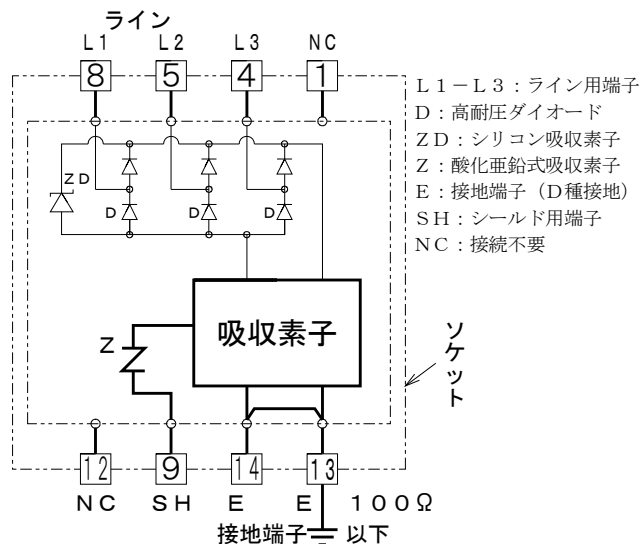 ライン
L1 L2 L3 NC
8 5 4 1
L1-L3：ライン用端子
D：高耐圧ダイオード
ZD：シリコン吸収素子
Z：酸化亜鉛式吸収素子
E：接地端子（D種接地）
SH：シールド用端子
NC：接続不要
ZD
D D D
吸収素子
Z
ソケット
12 9 14 13
NC SH E E 100Ω
接地端子 以下